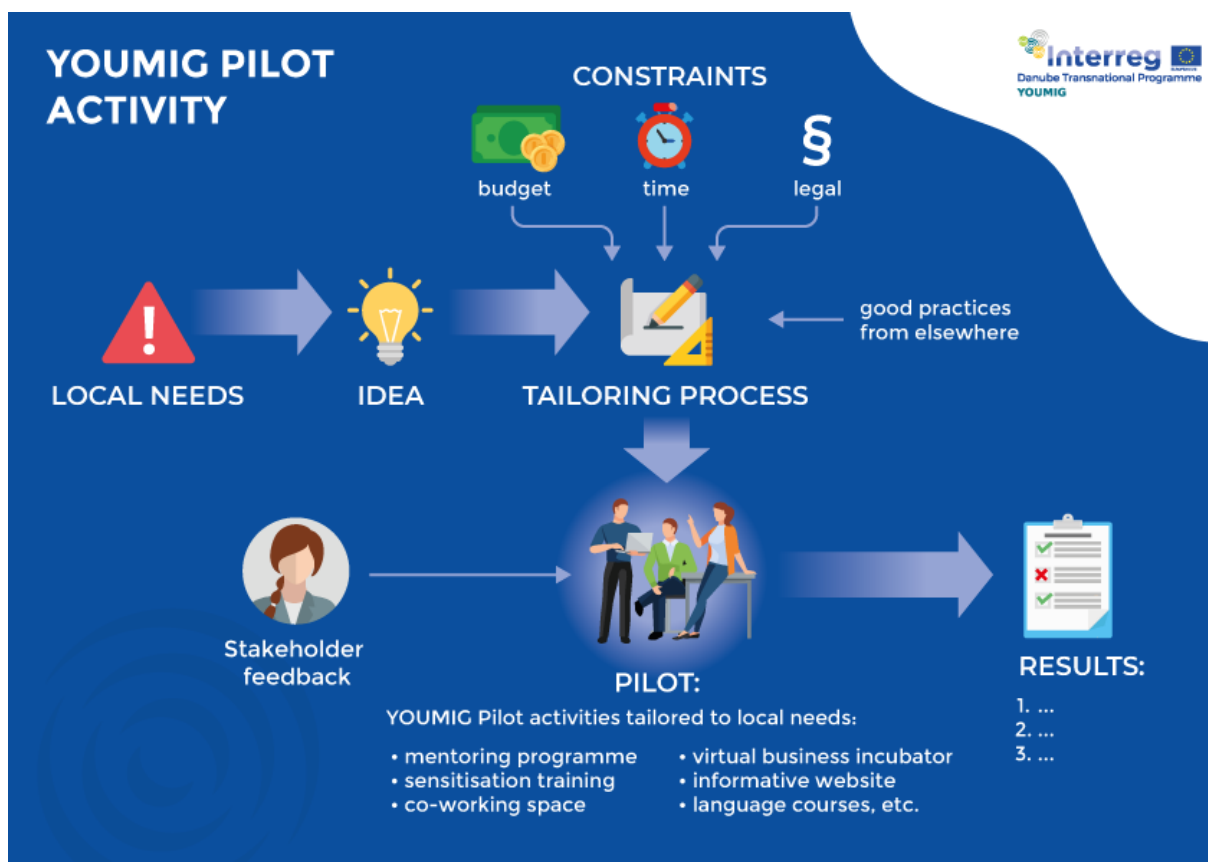 YOUMIG PILOT
ACTIVITY
Interreg
Danube Transnational Programme
YOUMIG
CONSTRAINTS
§
budget
time
legal
good practices
from elsewhere
LOCAL NEEDS
IDEA
TAILORING PROCESS
Stakeholder
feedback
PILOT:
YOUMIG Pilot activities tailored to local needs:
• mentoring programme
• sensitisation training
• co-working space
• virtual business incubator
• informative website
• language courses, etc.
RESULTS:
1. ...
2. ...
3. ...